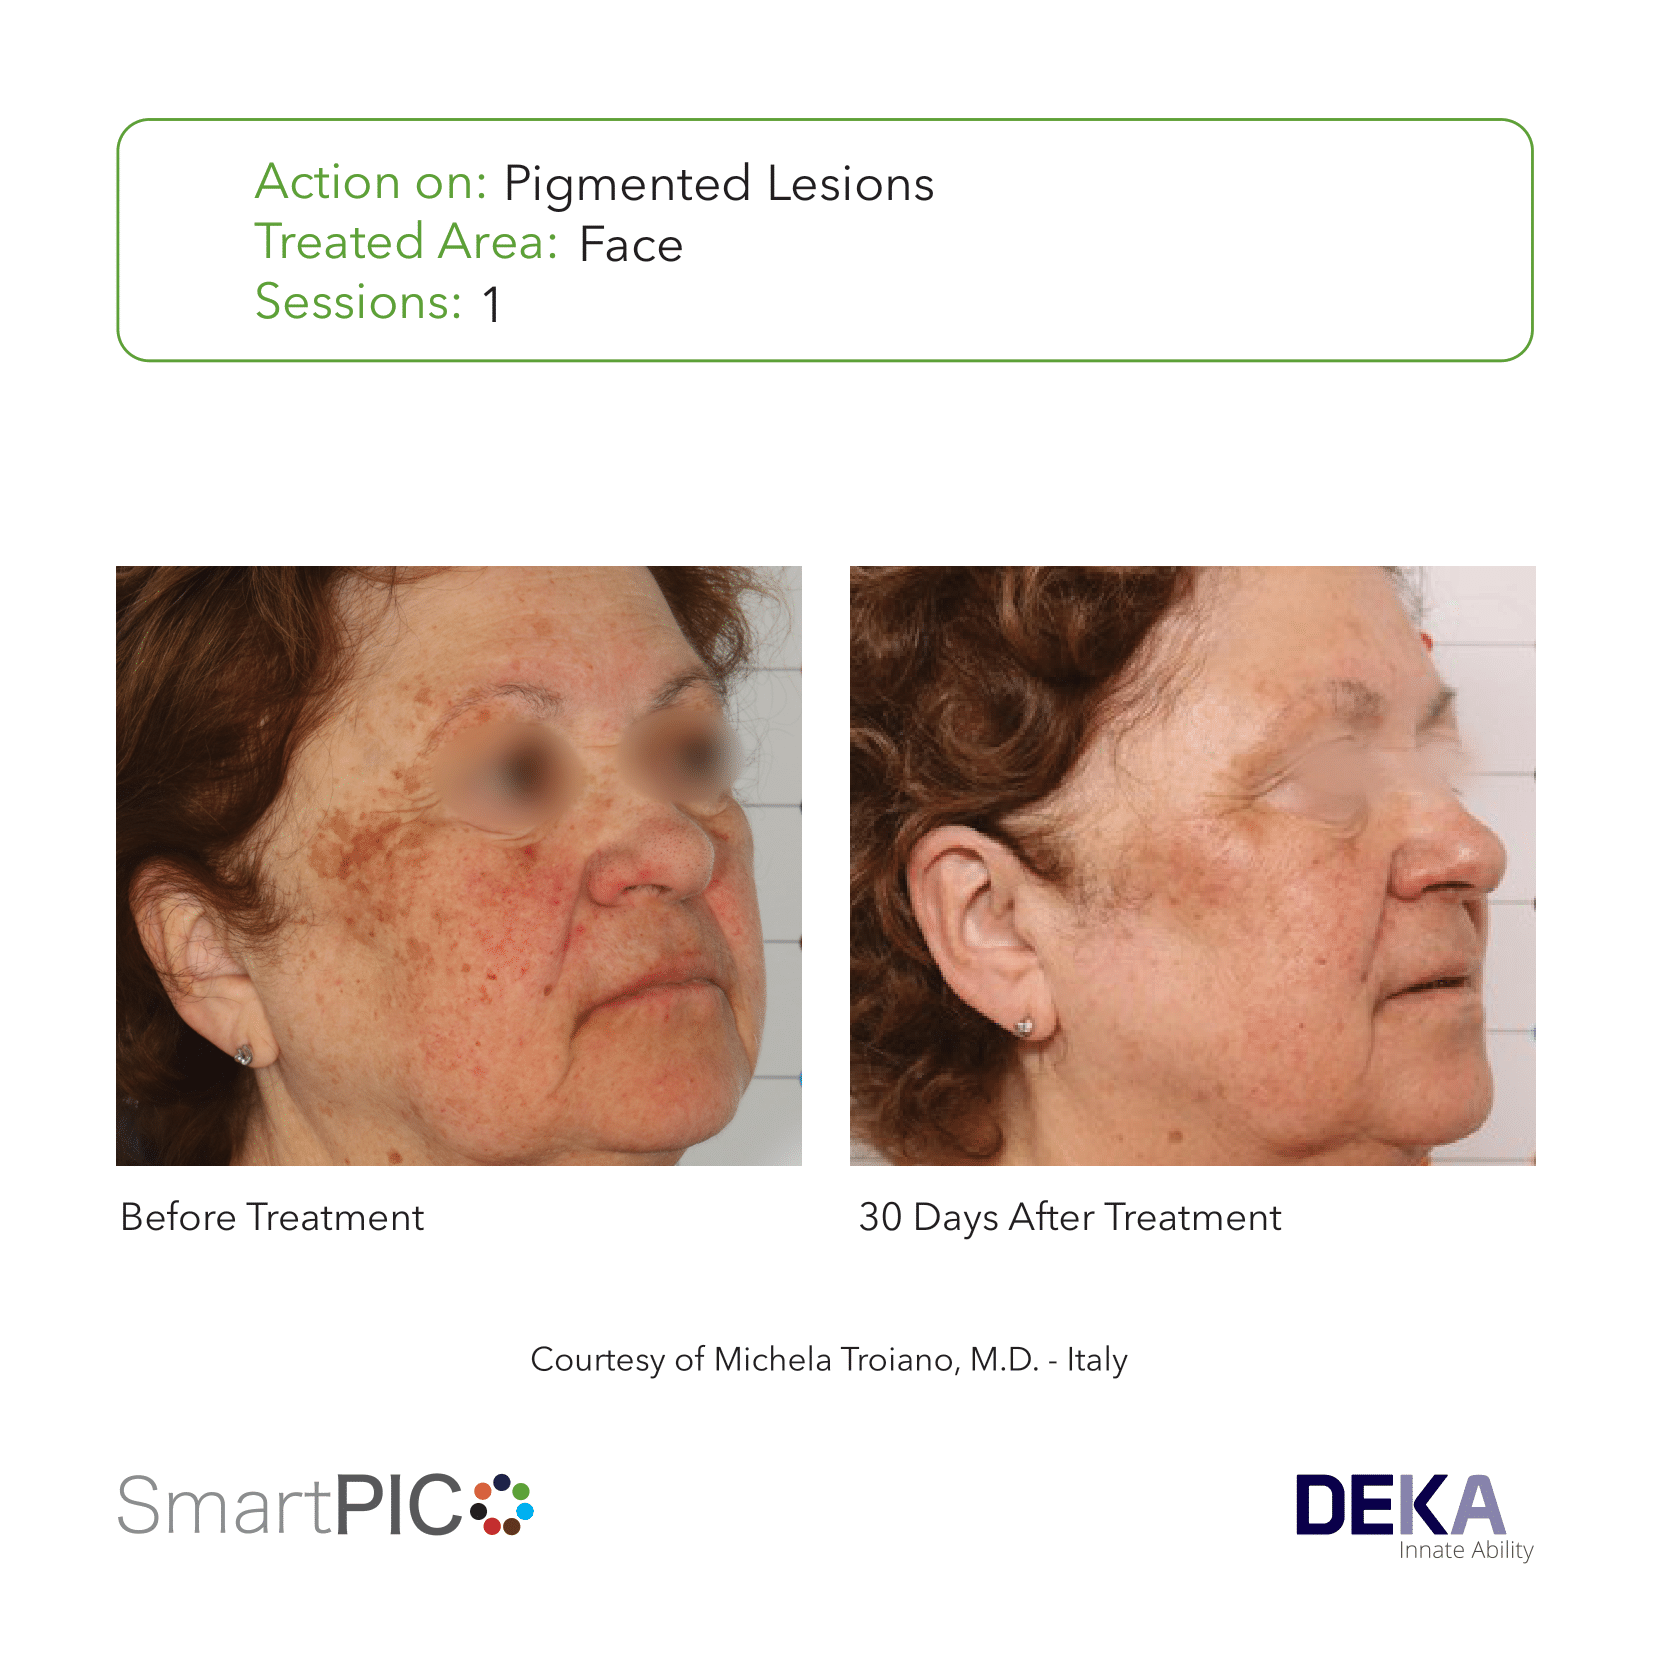 Action on: Pigmented Lesions
Treated Area: Face
Sessions: 1
Before Treatment
30 Days After Treatment
Courtesy of Michela Troiano, M.D. - Italy
SmartPICO
DEKA
Innate Ability